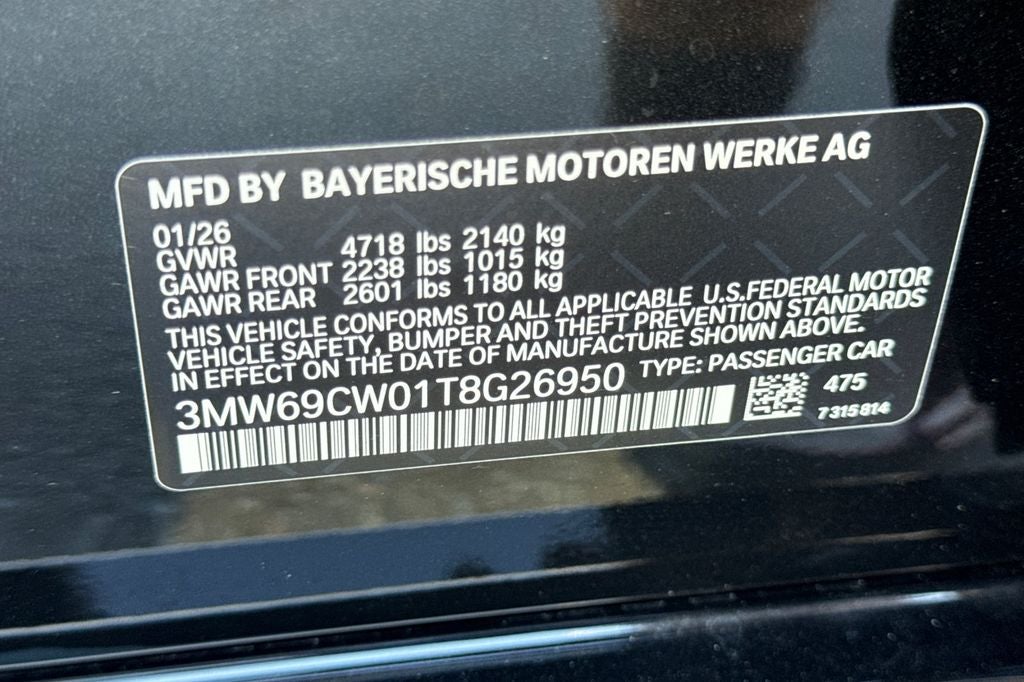 MFD BY BAYERISCHE MOTOREN WERKE AG
01/26
GVWR 4718 lbs 2140 kg
GAWR FRONT 2238 lbs 1015 kg
GAWR REAR 2601 lbs 1180 kg
THIS VEHICLE CONFORMS TO ALL APPLICABLE U.S.FEDERAL MOTOR
VEHICLE SAFETY, BUMPER AND THEFT PREVENTION STANDARDS
IN EFFECT ON THE DATE OF MANUFACTURE SHOWN ABOVE.
3MW69CW01T8G26950 TYPE: PASSENGER CAR
475
7315814